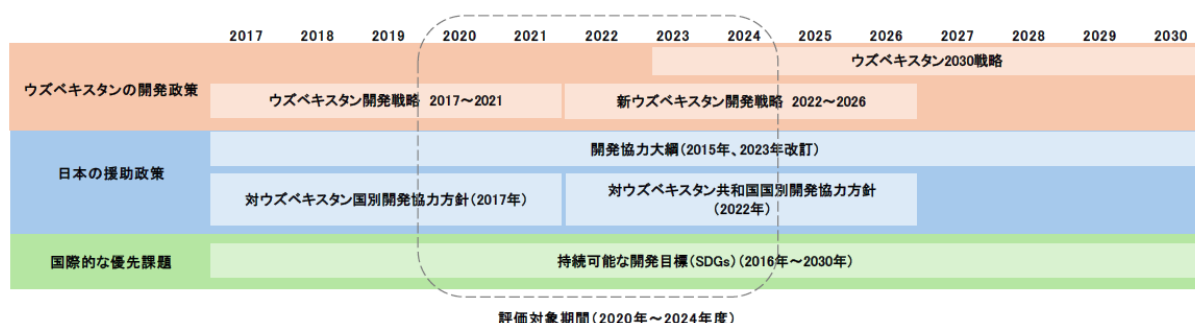 2017 2018 2019 2020 2021 2022 2023 2024 2025 2026 2027 2028 2029 2030
ウズベキスタンの開発政策
ウズベキスタン2030戦略
ウズベキスタン開発戦略 2017～2021
新ウズベキスタン開発戦略 2022～2026
日本の援助政策
開発協力大綱(2015年、2023年改訂)
対ウズベキスタン国別開発協力方針(2017年)
対ウズベキスタン共和国国別開発協力方針
(2022年)
国際的な優先課題
持続可能な開発目標(SDGs)(2016年～2030年)
評価対象期間(2020年～2024年度)